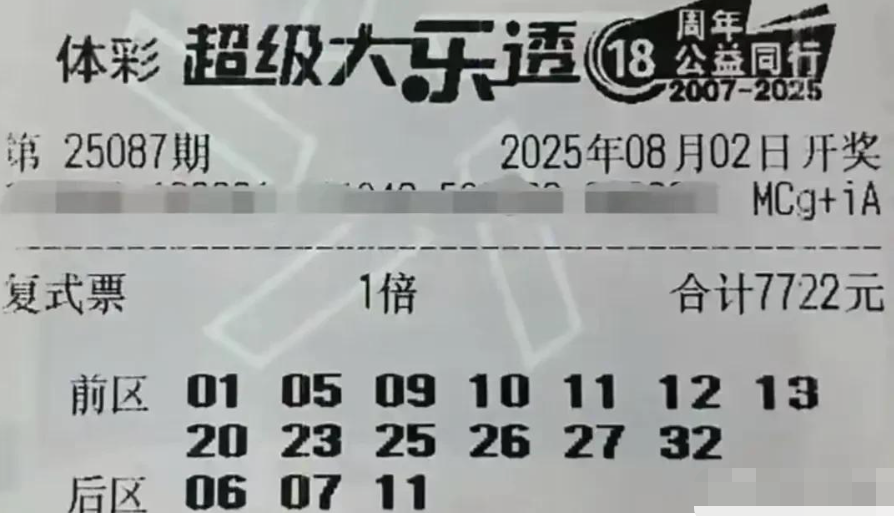 体彩 超级大乐透 18 周年
公益同行
2007-2025
第 25087期 2025年08月02日开奖
MCg+iA
复式票 1倍 合计7722元
前区 01 05 09 10 11 12 13
20 23 25 26 27 32
后区 06 07 11